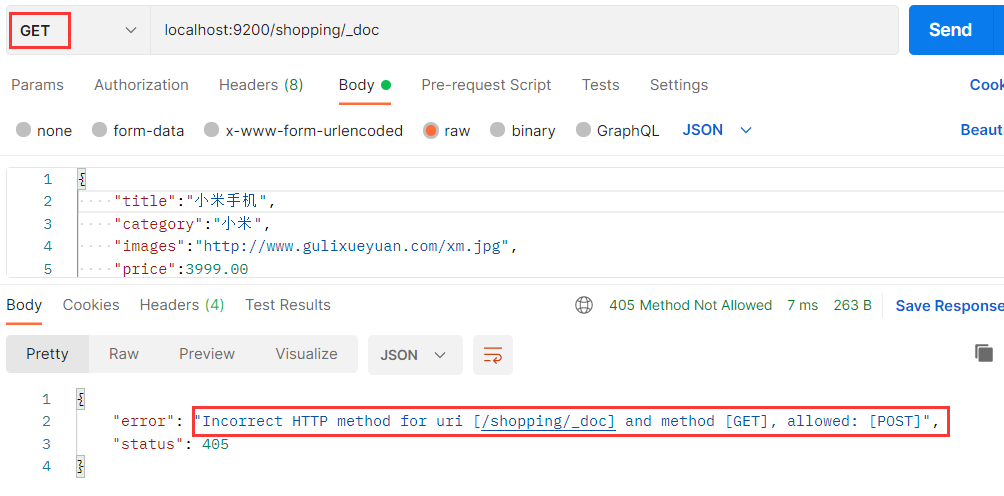 GET localhost:9200/shopping/_doc Send
Params Authorization Headers (8) Body Pre-request Script Tests Settings Cook
none form-data x-www-form-urlencoded raw binary GraphQL JSON Beaut
1 {
2 "title":"小米手机",
3 "category":"小米",
4 "images":"http://www.gulixueyuan.com/xm.jpg",
5 "price":3999.00
Body Cookies Headers (4) Test Results 405 Method Not Allowed 7 ms 263 B Save Response
Pretty Raw Preview Visualize JSON
1 {
2 "error": "Incorrect HTTP method for uri [/shopping/_doc] and method [GET], allowed: [POST]",
3 "status": 405
4 }